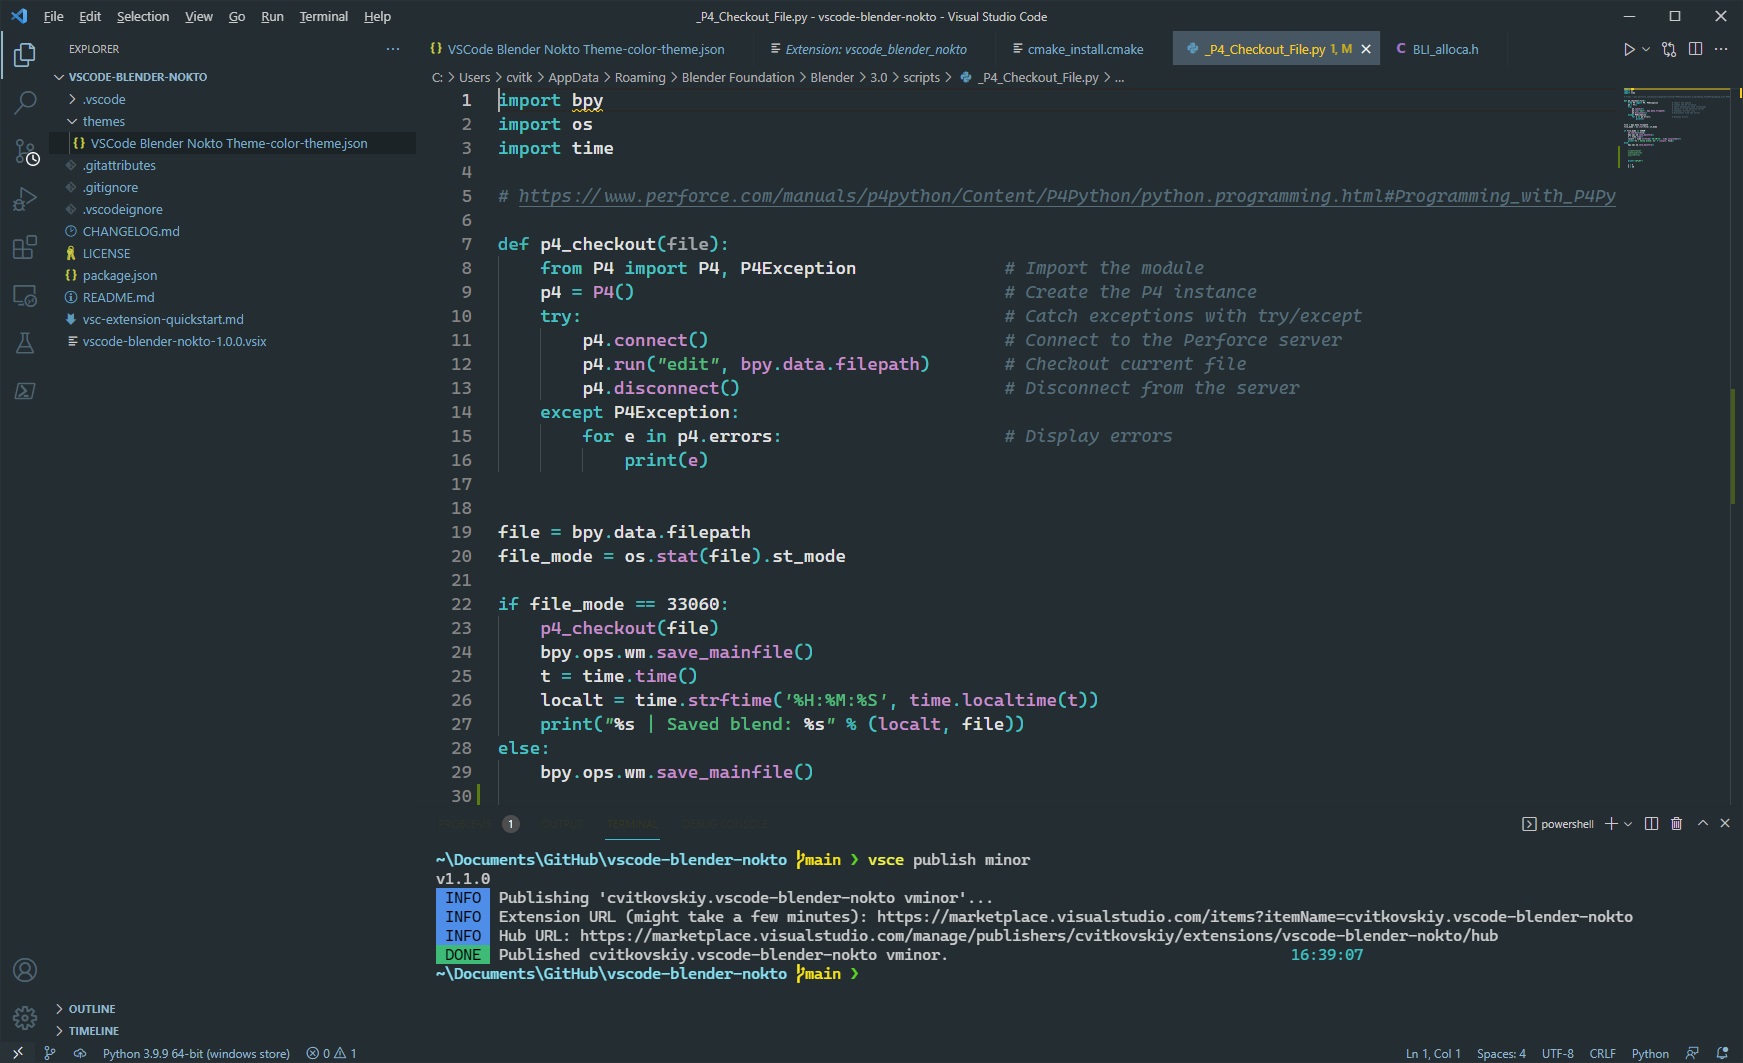 File Edit Selection View Go Run Terminal Help
_P4_Checkout_File.py - vscode-blender-nokto - Visual Studio Code
EXPLORER
VSCODE-BLENDER-NOKTO
.vscode
themes
{} VSCode Blender Nokto Theme-color-theme.json
.gitattributes
.gitignore
.vscodeignore
CHANGELOG.md
LICENSE
{} package.json
README.md
vsc-extension-quickstart.md
vscode-blender-nokto-1.0.0.vsix
OUTLINE
TIMELINE
{} VSCode Blender Nokto Theme-color-theme.json
Extension: vscode_blender_nokto
cmake_install.cmake
_P4_Checkout_File.py 1, M
C BLI_alloca.h
C: > Users > cvitk > AppData > Roaming > Blender Foundation > Blender > 3.0 > scripts > _P4_Checkout_File.py > ...
1 import bpy
2 import os
3 import time
4
5 # https://www.perforce.com/manuals/p4python/Content/P4Python/python.programming.html#Programming_with_P4Py
6
7 def p4_checkout(file):
8 from P4 import P4, P4Exception # Import the module
9 p4 = P4() # Create the P4 instance
10 try: # Catch exceptions with try/except
11 p4.connect() # Connect to the Perforce server
12 p4.run("edit", bpy.data.filepath) # Checkout current file
13 p4.disconnect() # Disconnect from the server
14 except P4Exception:
15 for e in p4.errors: # Display errors
16 print(e)
17
18
19 file = bpy.data.filepath
20 file_mode = os.stat(file).st_mode
21
22 if file_mode == 33060:
23 p4_checkout(file)
24 bpy.ops.wm.save_mainfile()
25 t = time.time()
26 localt = time.strftime('%H:%M:%S', time.localtime(t))
27 print("%s | Saved blend: %s" % (localt, file))
28 else:
29 bpy.ops.wm.save_mainfile()
30
PROBLEMS 1 OUTPUT TERMINAL DEBUG CONSOLE
powershell
~\Documents\GitHub\vscode-blender-nokto main ❯ vsce publish minor
v1.1.0
INFO Publishing 'cvitkovskiy.vscode-blender-nokto vminor'...
INFO Extension URL (might take a few minutes): https://marketplace.visualstudio.com/items?itemName=cvitkovskiy.vscode-blender-nokto
INFO Hub URL: https://marketplace.visualstudio.com/manage/publishers/cvitkovskiy/extensions/vscode-blender-nokto/hub
DONE Published cvitkovskiy.vscode-blender-nokto vminor. 16:39:07
~\Documents\GitHub\vscode-blender-nokto main ❯
Python 3.9.9 64-bit (windows store) 0 1
Ln 1, Col 1 Spaces: 4 UTF-8 CRLF Python